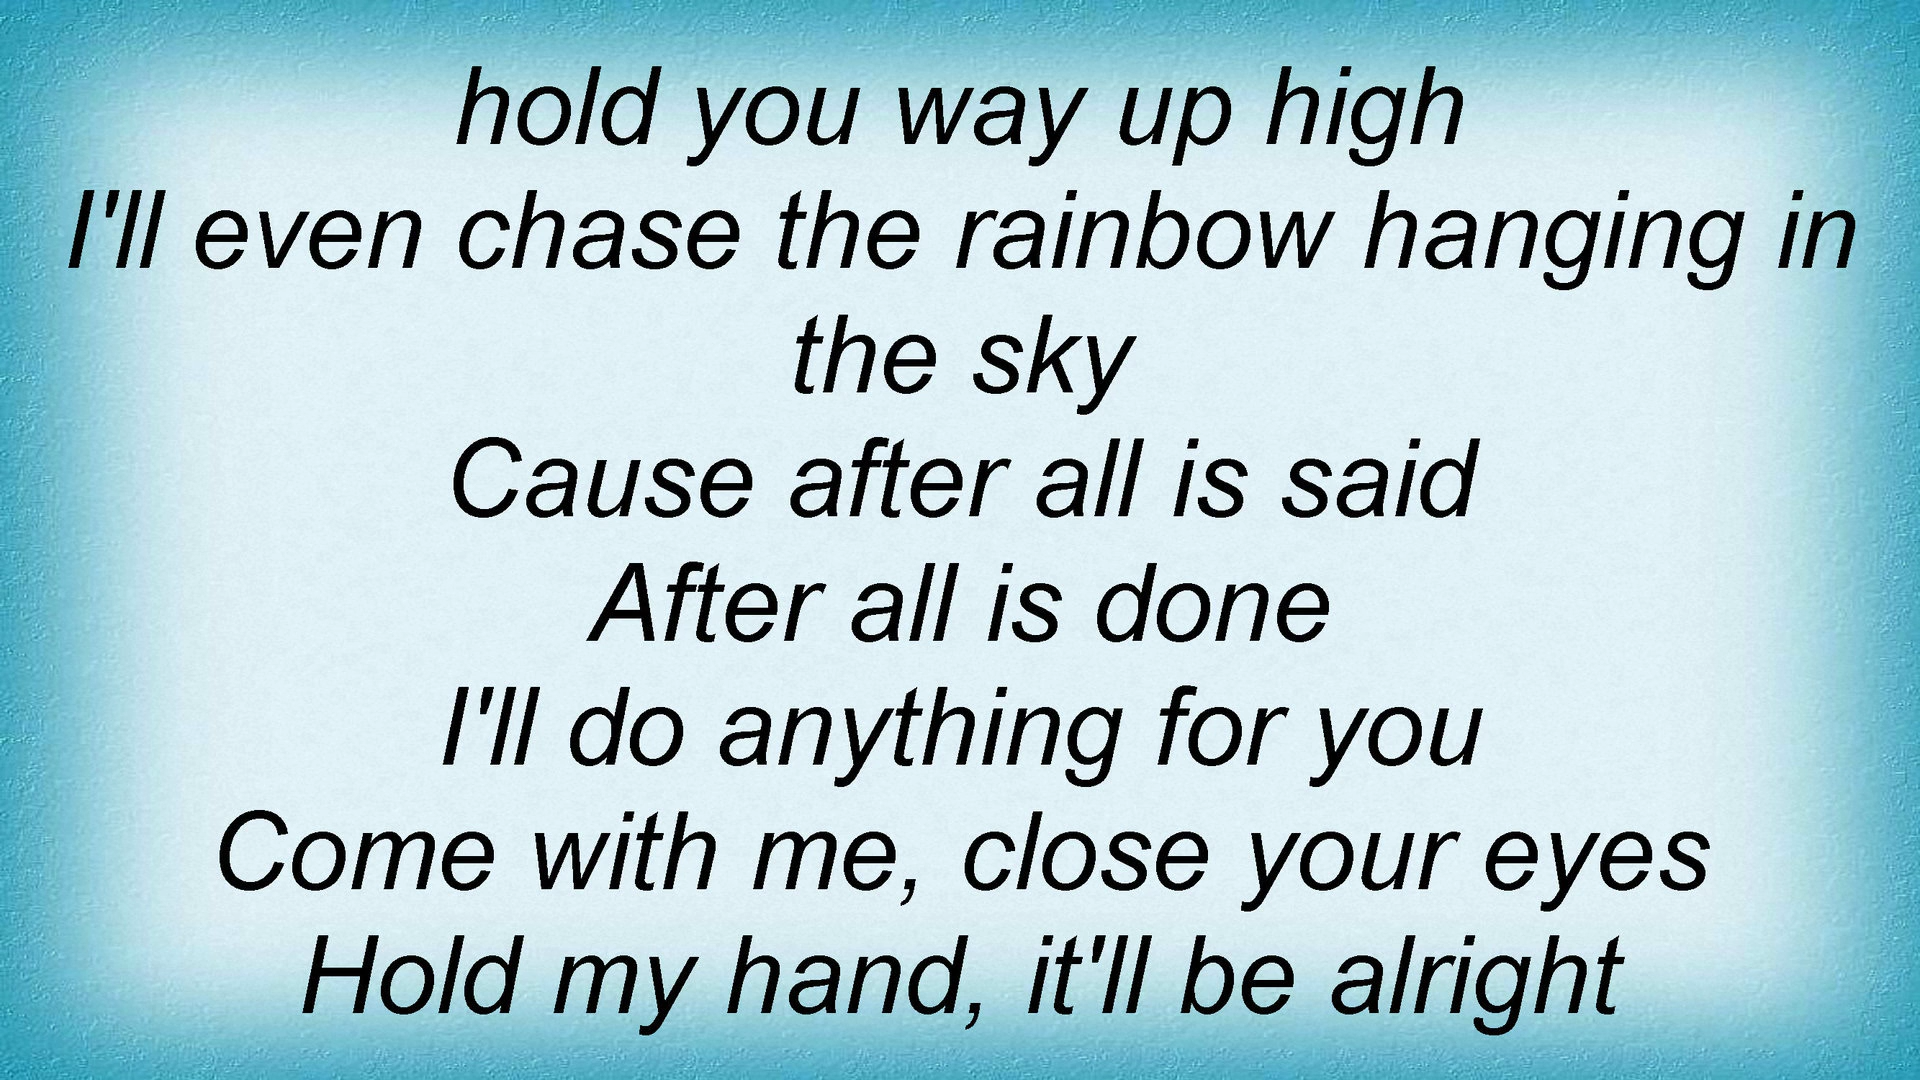 hold you way up high
I'll even chase the rainbow hanging in
the sky
Cause after all is said
After all is done
I'll do anything for you
Come with me, close your eyes
Hold my hand, it'll be alright